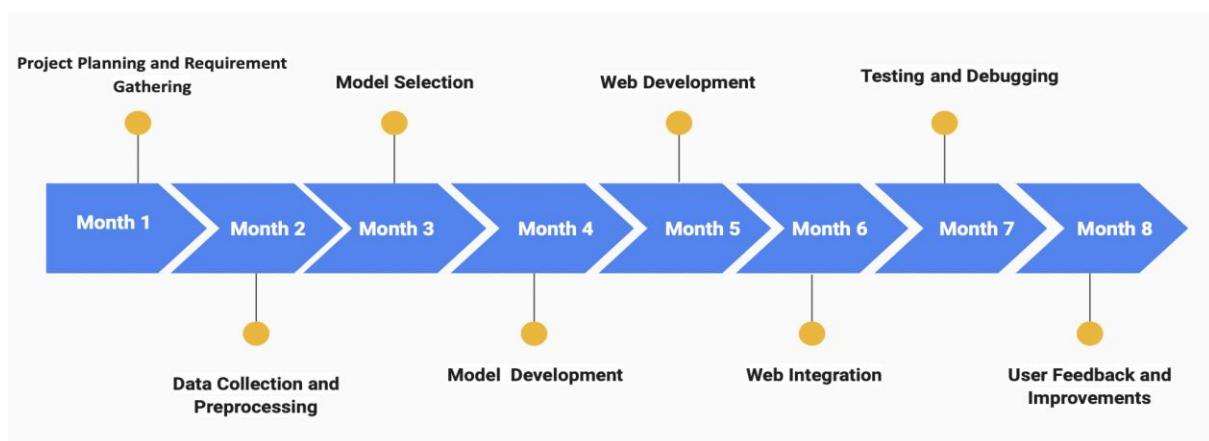 Project Planning and Requirement
Gathering
Model Selection
Web Development
Testing and Debugging
Month 1
Month 2
Month 3
Month 4
Month 5
Month 6
Month 7
Month 8
Data Collection and
Preprocessing
Model Development
Web Integration
User Feedback and
Improvements